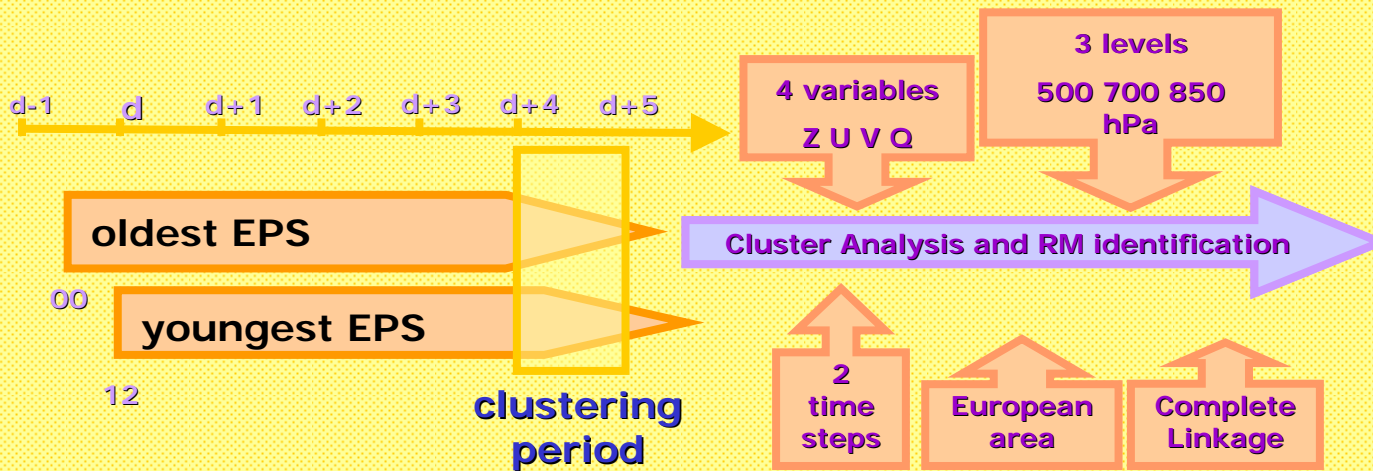 d-1 d d+1 d+2 d+3 d+4 d+5
oldest EPS
00
youngest EPS
12
clustering
period
4 variables
Z U V Q
3 levels
500 700 850
hPa
Cluster Analysis and RM identification
2
time
steps
European
area
Complete
Linkage